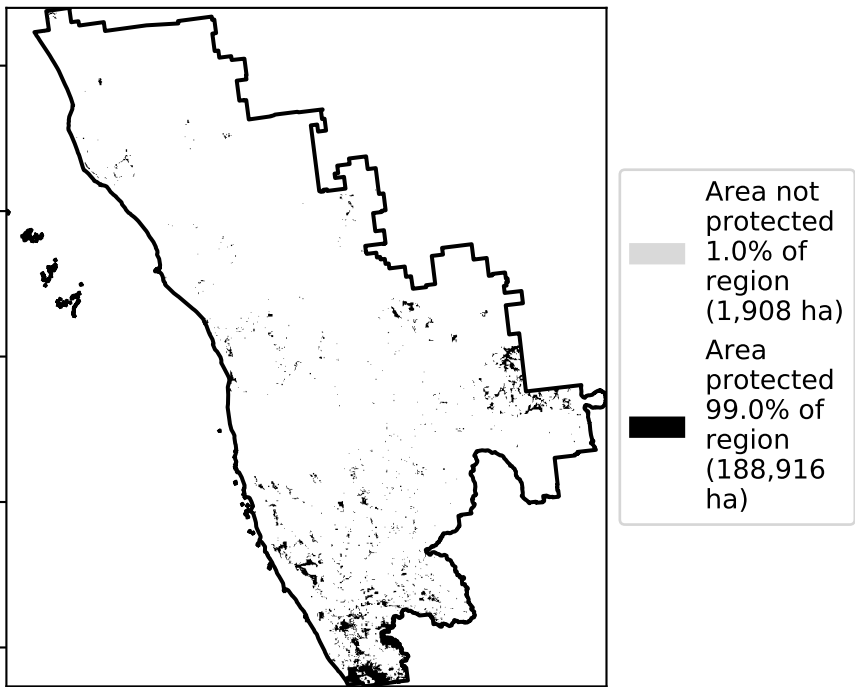 Area not
protected
1.0% of
region
(1,908 ha)
Area
protected
99.0% of
region
(188,916
ha)